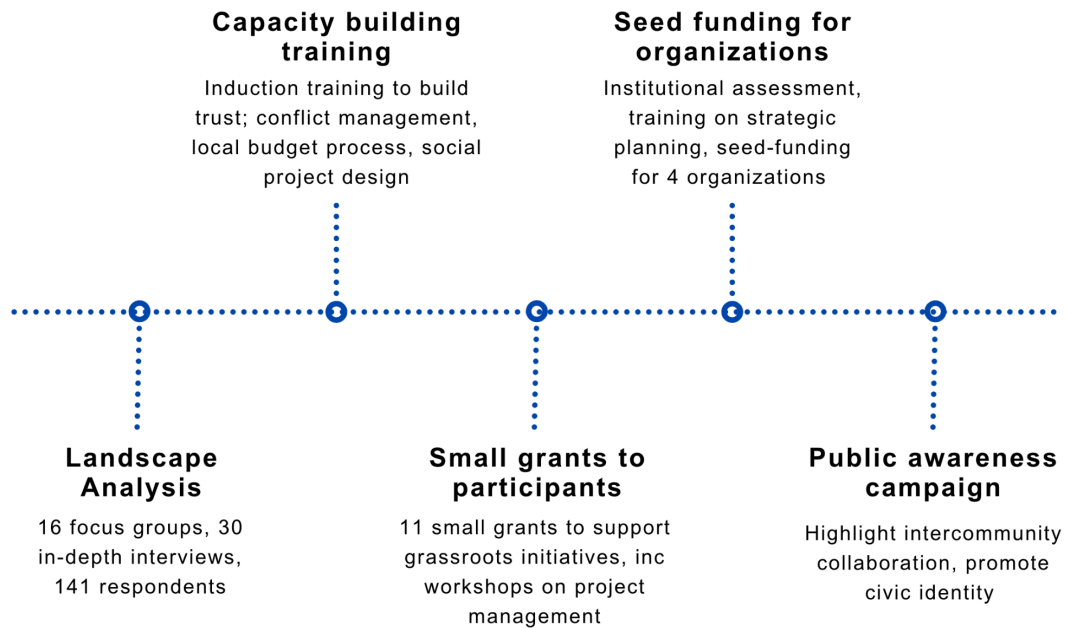 Capacity building
training
Induction training to build
trust; conflict management,
local budget process, social
project design
Seed funding for
organizations
Institutional assessment,
training on strategic
planning, seed-funding
for 4 organizations
Landscape
Analysis
16 focus groups, 30
in-depth interviews,
141 respondents
Small grants to
participants
11 small grants to support
grassroots initiatives, inc
workshops on project
management
Public awareness
campaign
Highlight intercommunity
collaboration, promote
civic identity